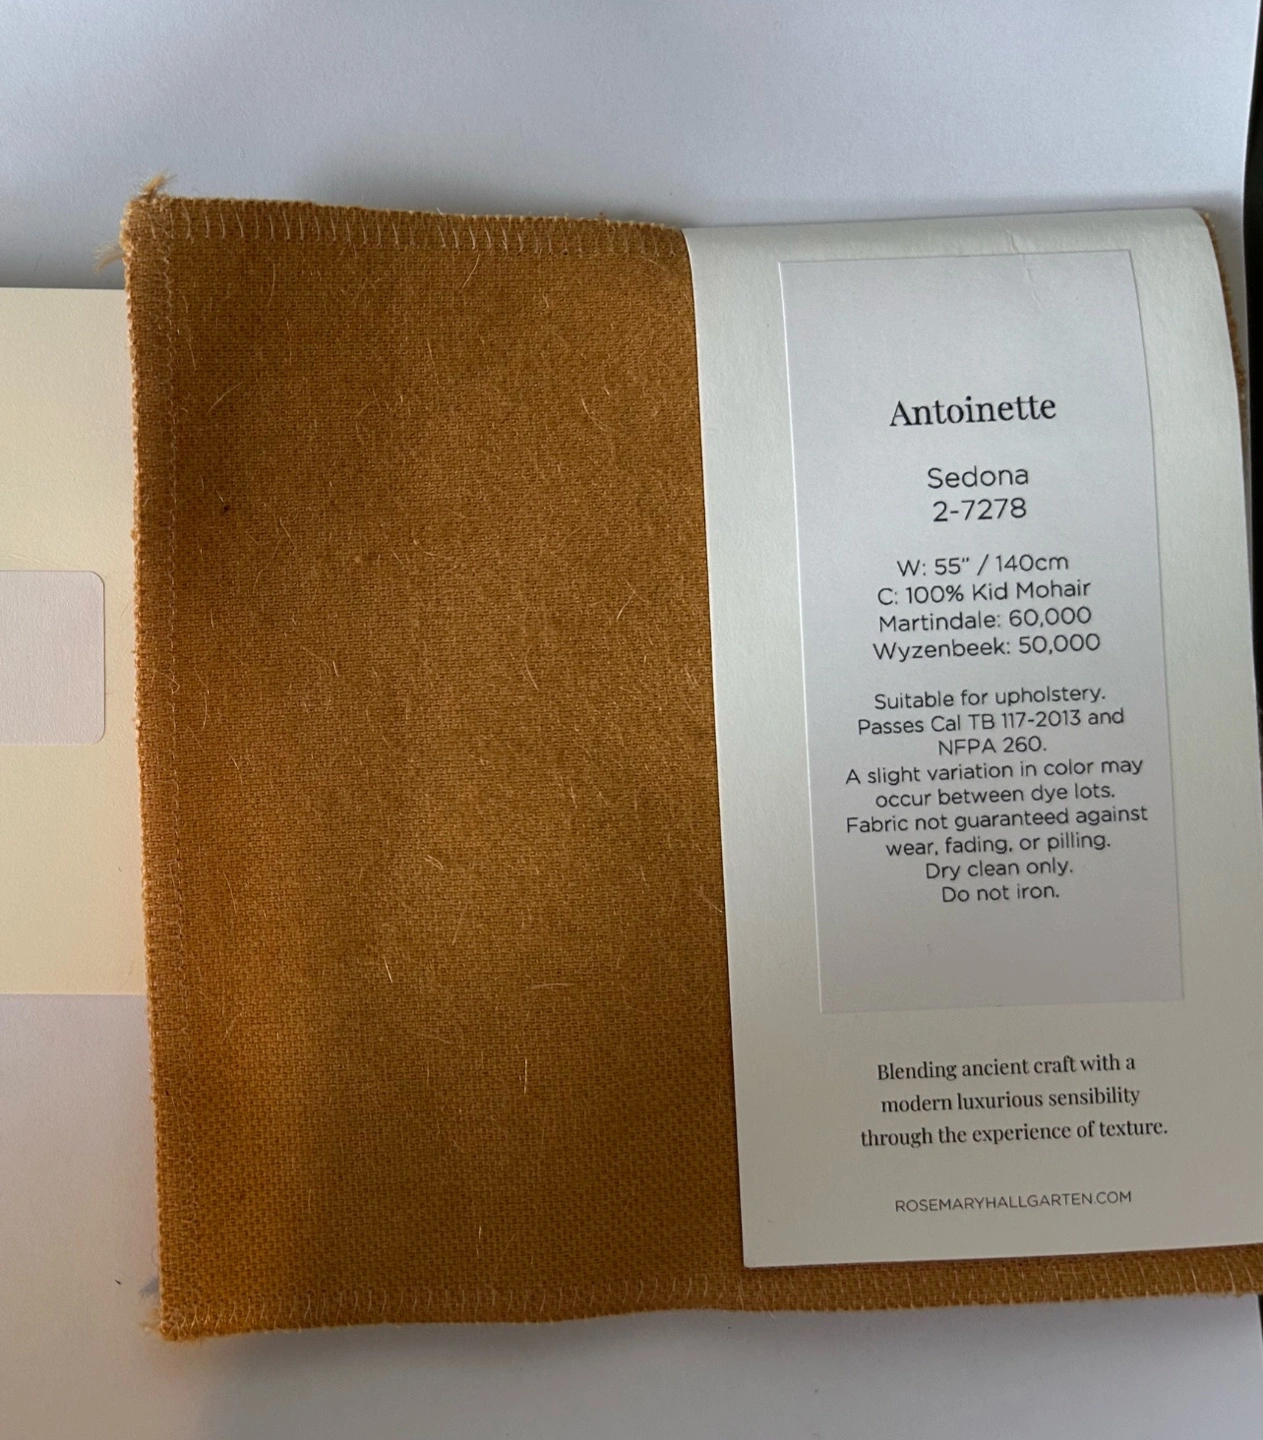 Antoinette
Sedona
2-7278
W: 55" / 140cm
C: 100% Kid Mohair
Martindale: 60,000
Wyzenbeek: 50,000
Suitable for upholstery.
Passes Cal TB 117-2013 and
NFPA 260.
A slight variation in color may
occur between dye lots.
Fabric not guaranteed against
wear, fading, or pilling.
Dry clean only.
Do not iron.
Blending ancient craft with a
modern luxurious sensibility
through the experience of texture.
ROSEMARYHALLGARTEN.COM